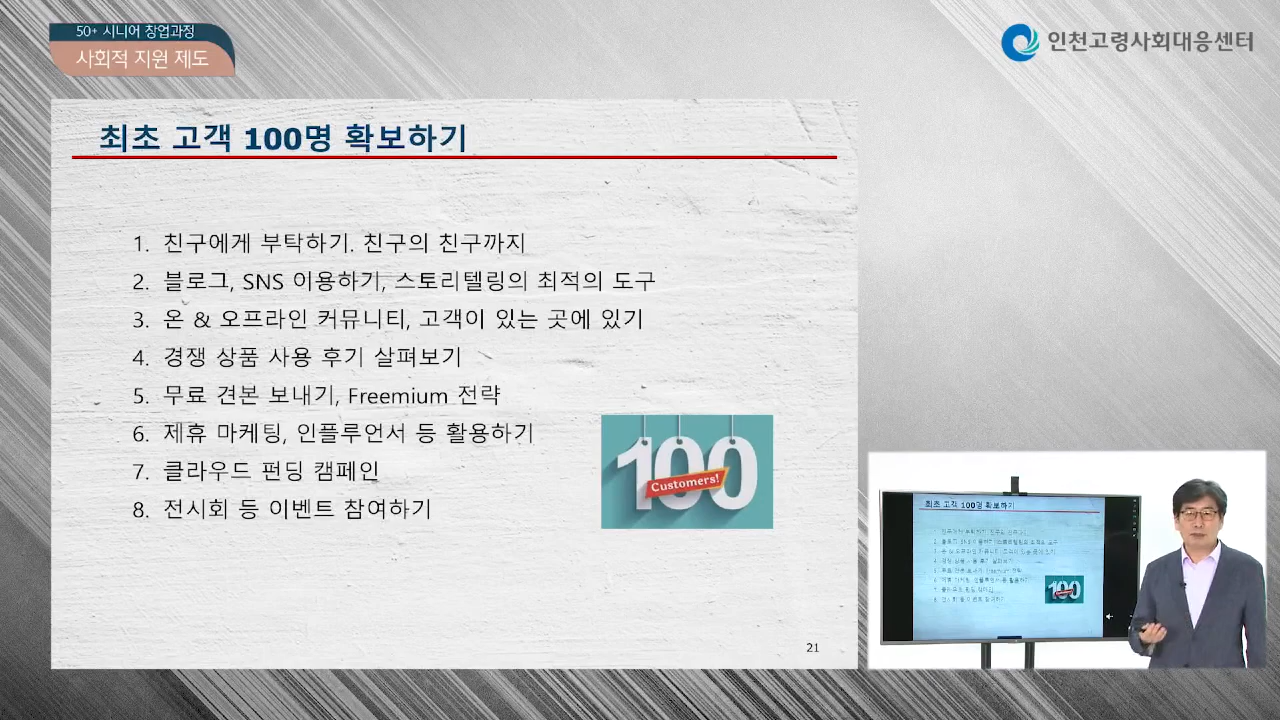 50+ 시니어 창업과정
사회적 지원 제도
인천고령사회대응센터
최초 고객 100명 확보하기
1. 친구에게 부탁하기. 친구의 친구까지
2. 블로그, SNS 이용하기, 스토리텔링의 최적의 도구
3. 온 & 오프라인 커뮤니티, 고객이 있는 곳에 있기
4. 경쟁 상품 사용 후기 살펴보기
5. 무료 견본 보내기, Freemium 전략
6. 제휴 마케팅, 인플루언서 등 활용하기
7. 클라우드 펀딩 캠페인
8. 전시회 등 이벤트 참여하기
100
Customers!
21
최초 고객 100명 확보하기
100